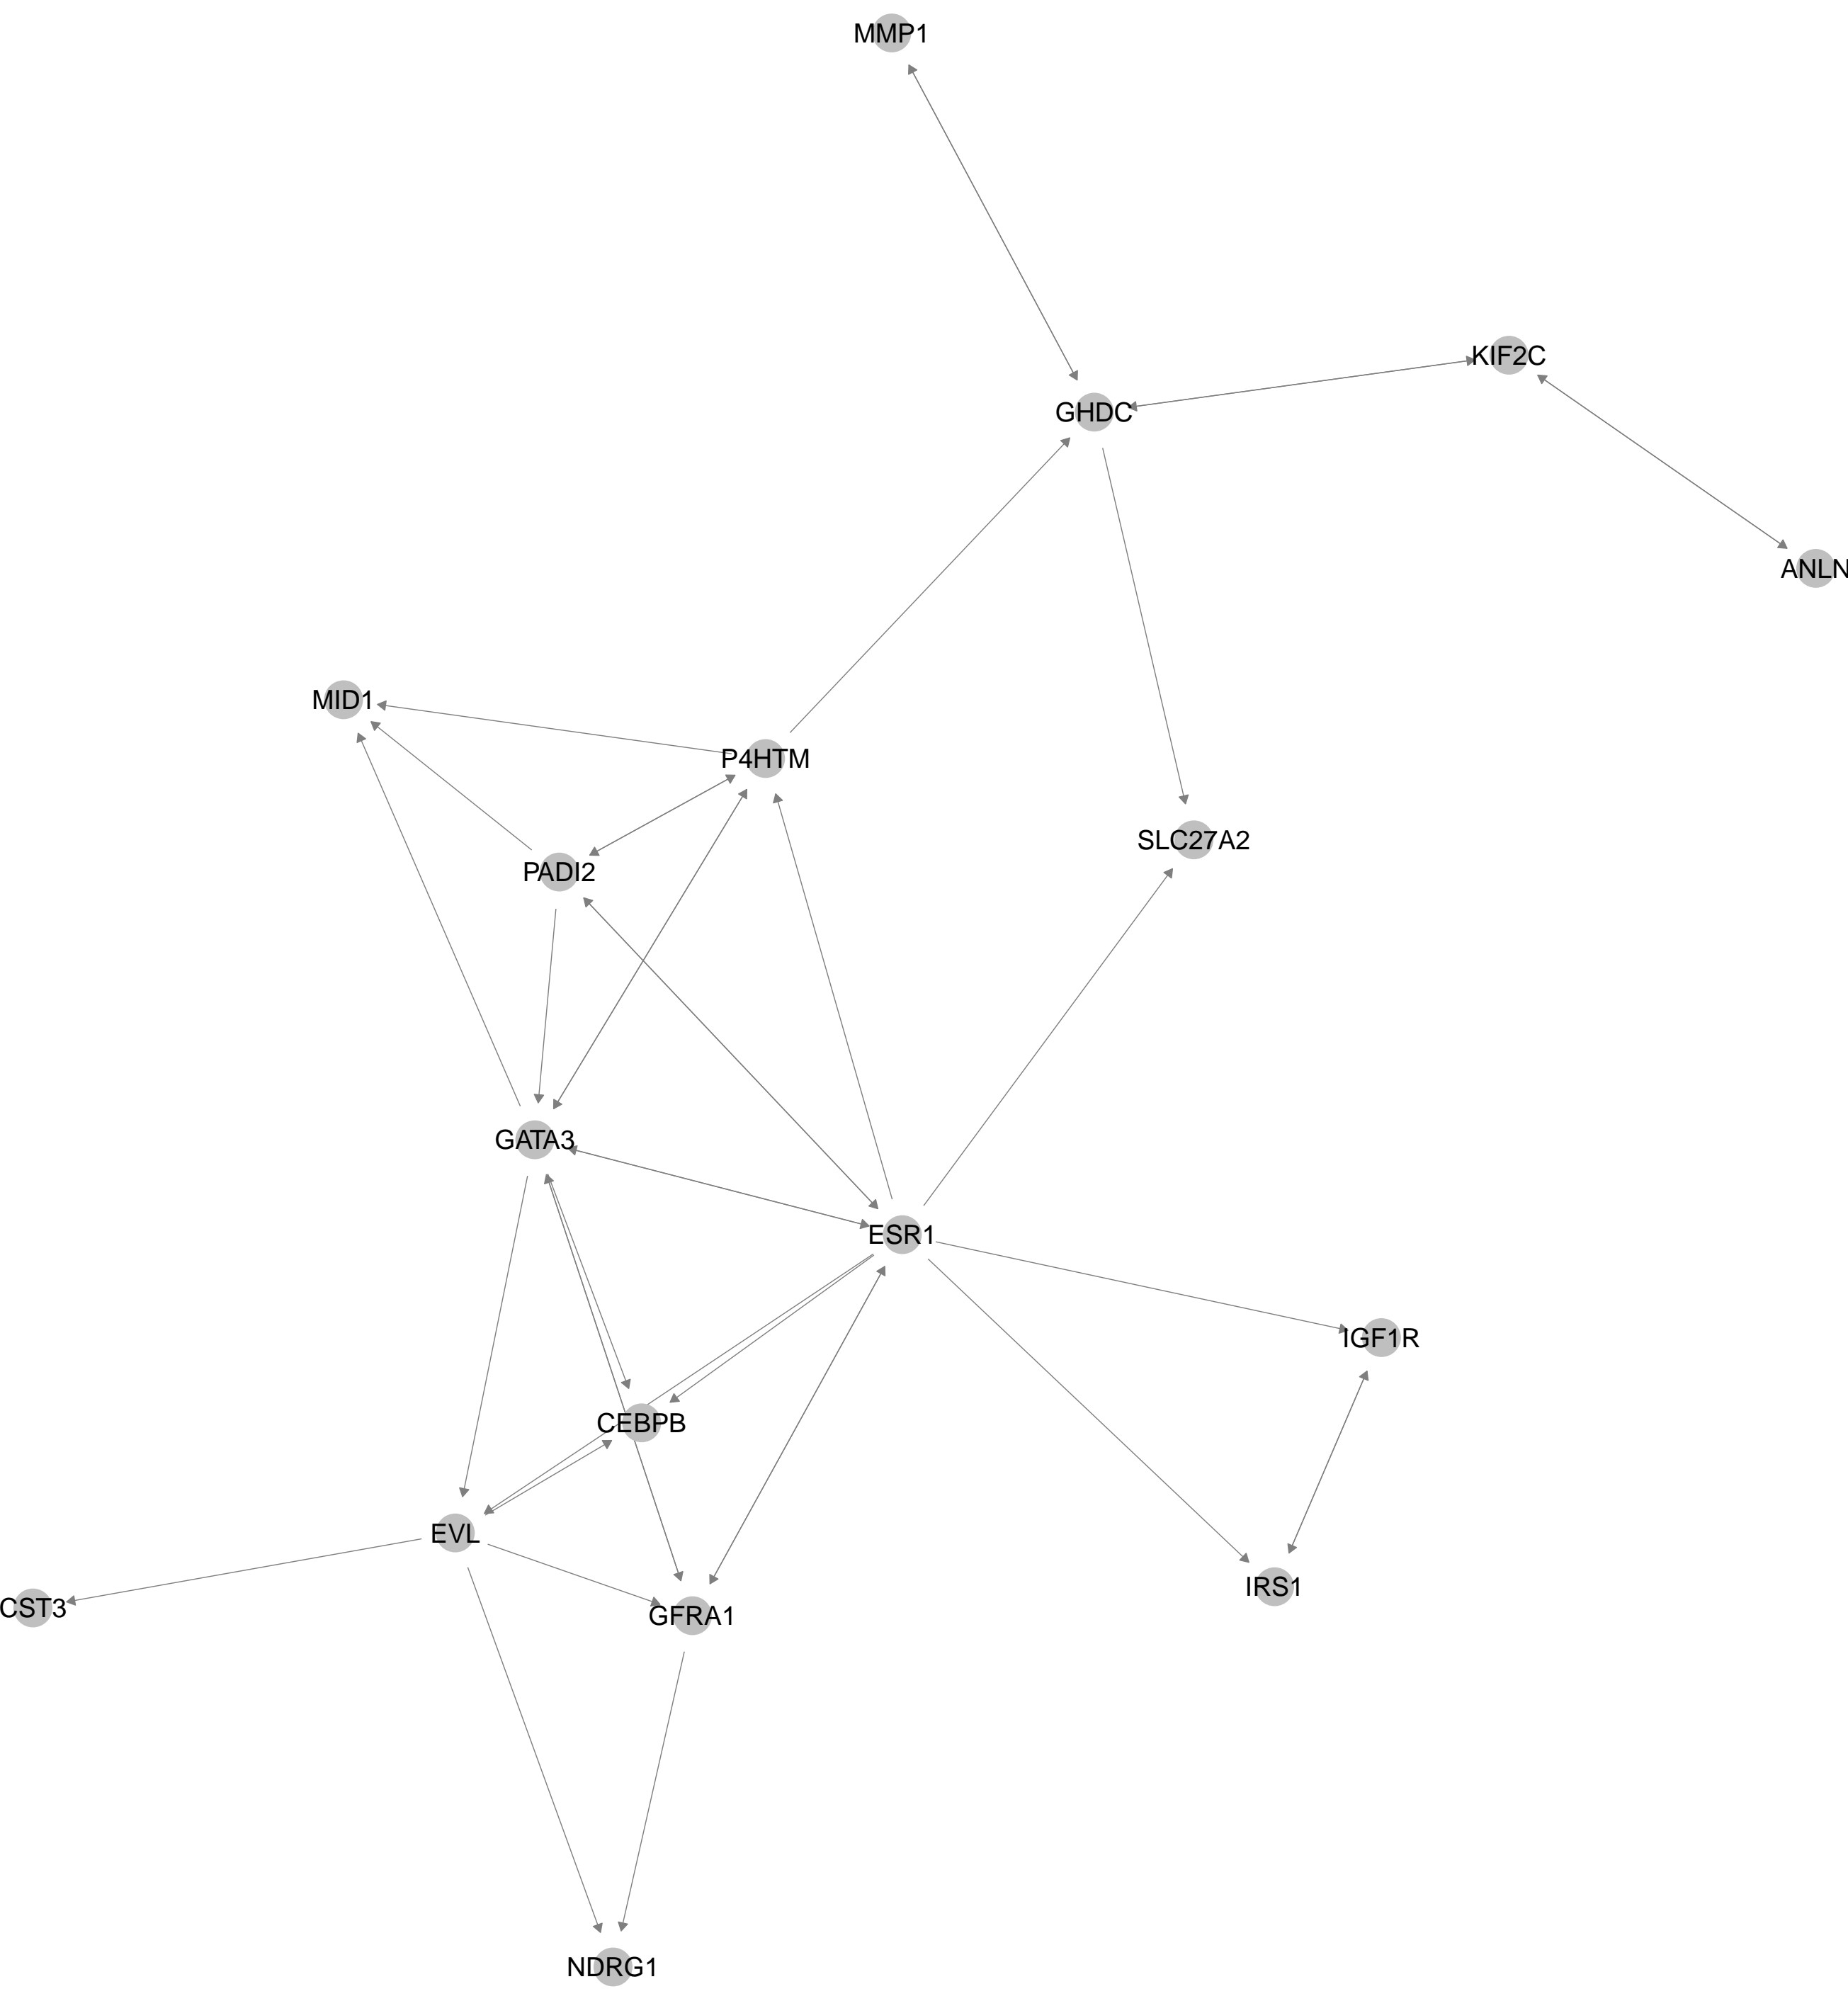 MMP1
KIF2C
GHDC
ANLN
MID1
P4HTM
SLC27A2
PADI2
GATA3
ESR1
IGF1R
CEBPB
EVL
IRS1
CST3
GFRA1
NDRG1